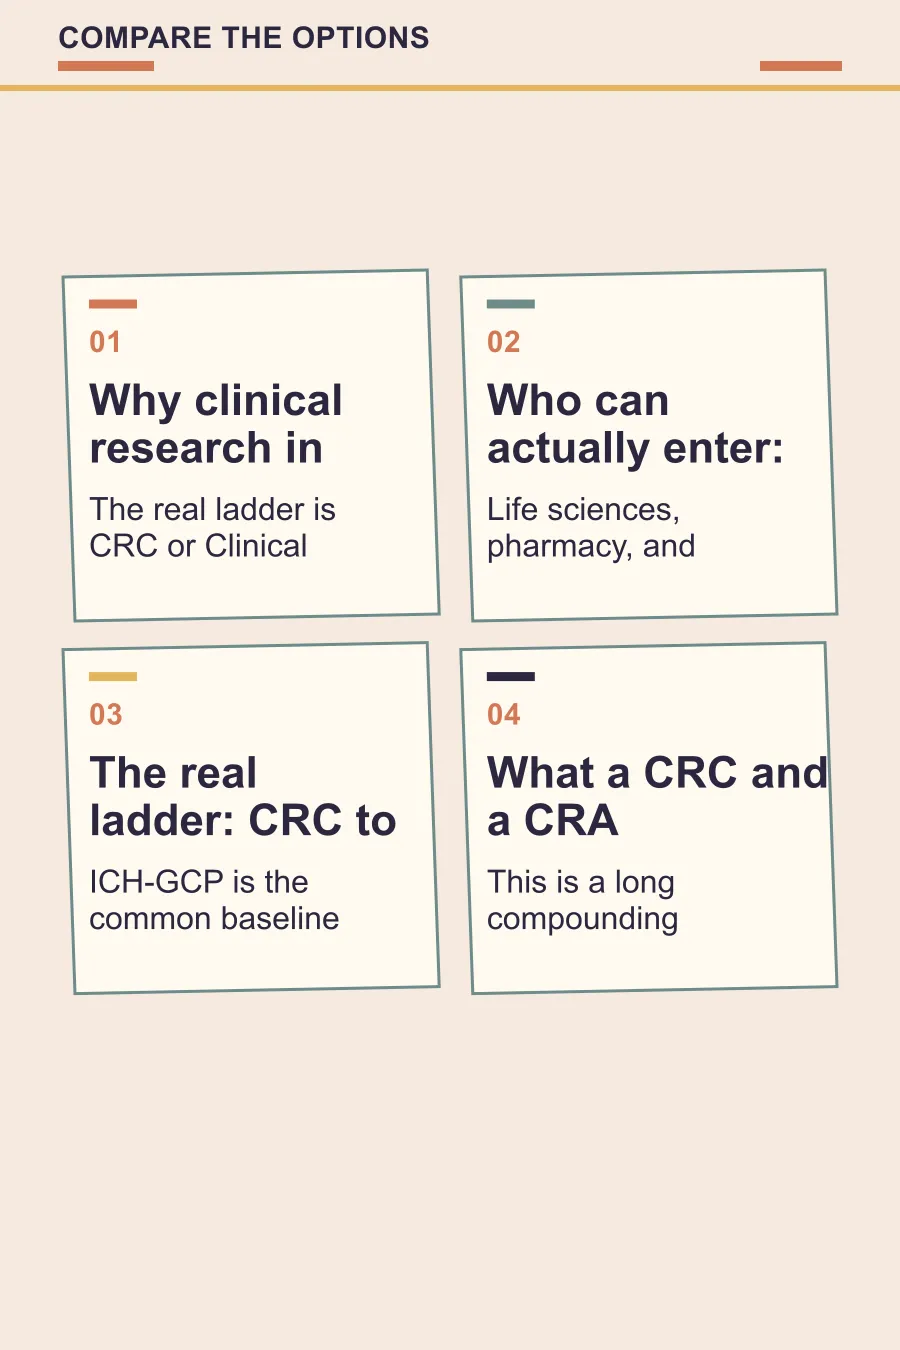 COMPARE THE OPTIONS
01
Why clinical
research in
The real ladder is
CRC or Clinical
02
Who can
actually enter:
Life sciences,
pharmacy, and
03
The real
ladder: CRC to
ICH-GCP is the
common baseline
04
What a CRC and
a CRA
This is a long
compounding